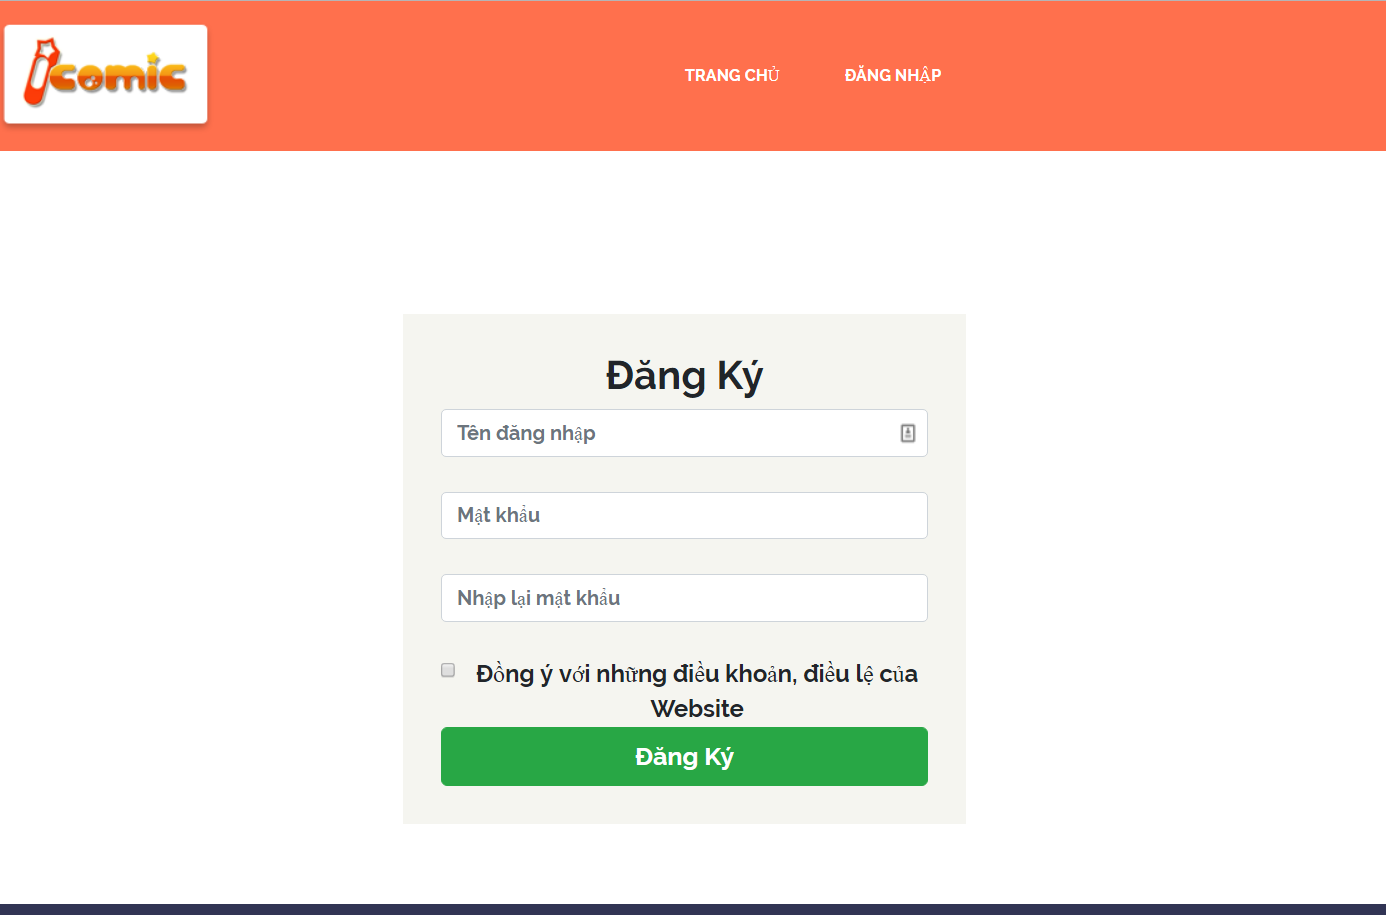 icomic
TRANG CHỦ
ĐĂNG NHẬP
Đăng Ký
Tên đăng nhập
Mật khẩu
Nhập lại mật khẩu
Đồng ý với những điều khoản, điều lệ của
Website
Đăng Ký